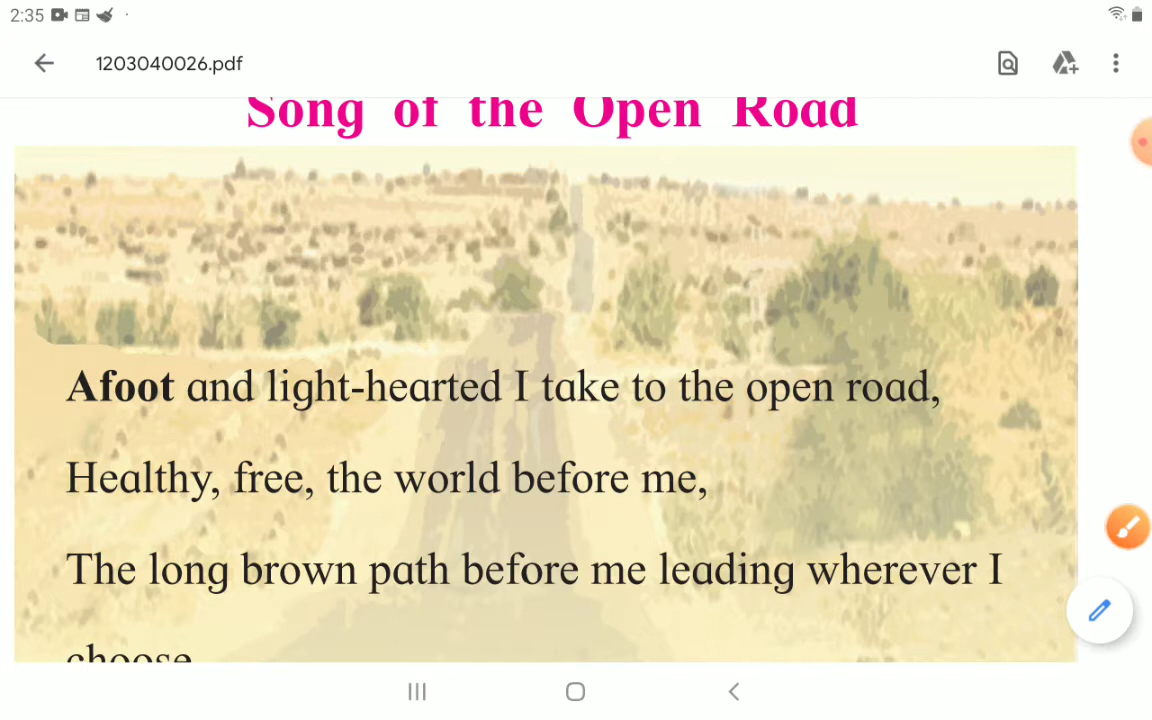 2:35
1203040026.pdf
Song of the Open Road
Afoot and light-hearted I take to the open road,
Healthy, free, the world before me,
The long brown path before me leading wherever I
choose